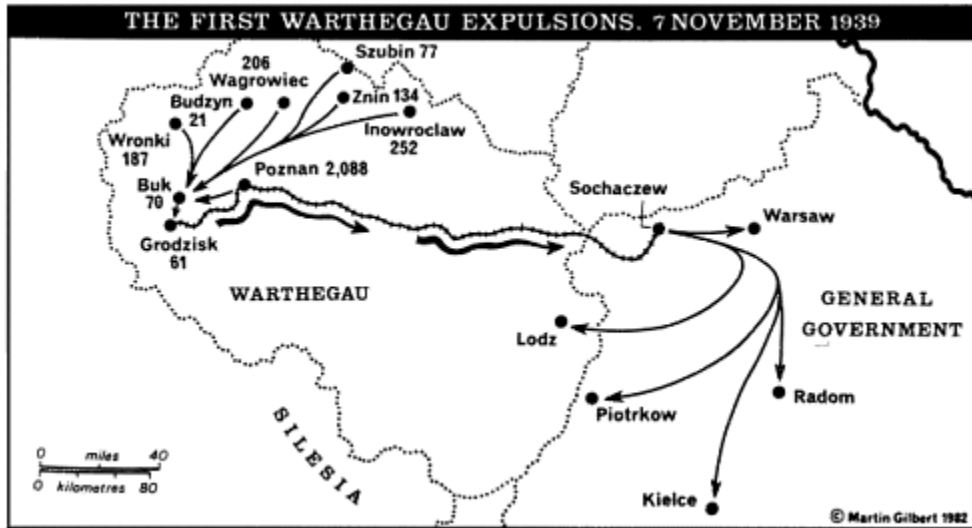 THE FIRST WARTHEGAU EXPULSIONS. 7 NOVEMBER 1939
Szubin 77
206
Wagrowiec
Budzyn
21
Znin 134
Inowroclaw
252
Wronki
187
Poznan 2,088
Buk
70
Grodzisk
61
Sochaczew
Warsaw
WARTHEGAU
GENERAL
GOVERNMENT
Lodz
Piotrkow
Radom
SILESIA
Kielce
0 miles 40
0 kilometres 80
© Martin Gilbert 1982